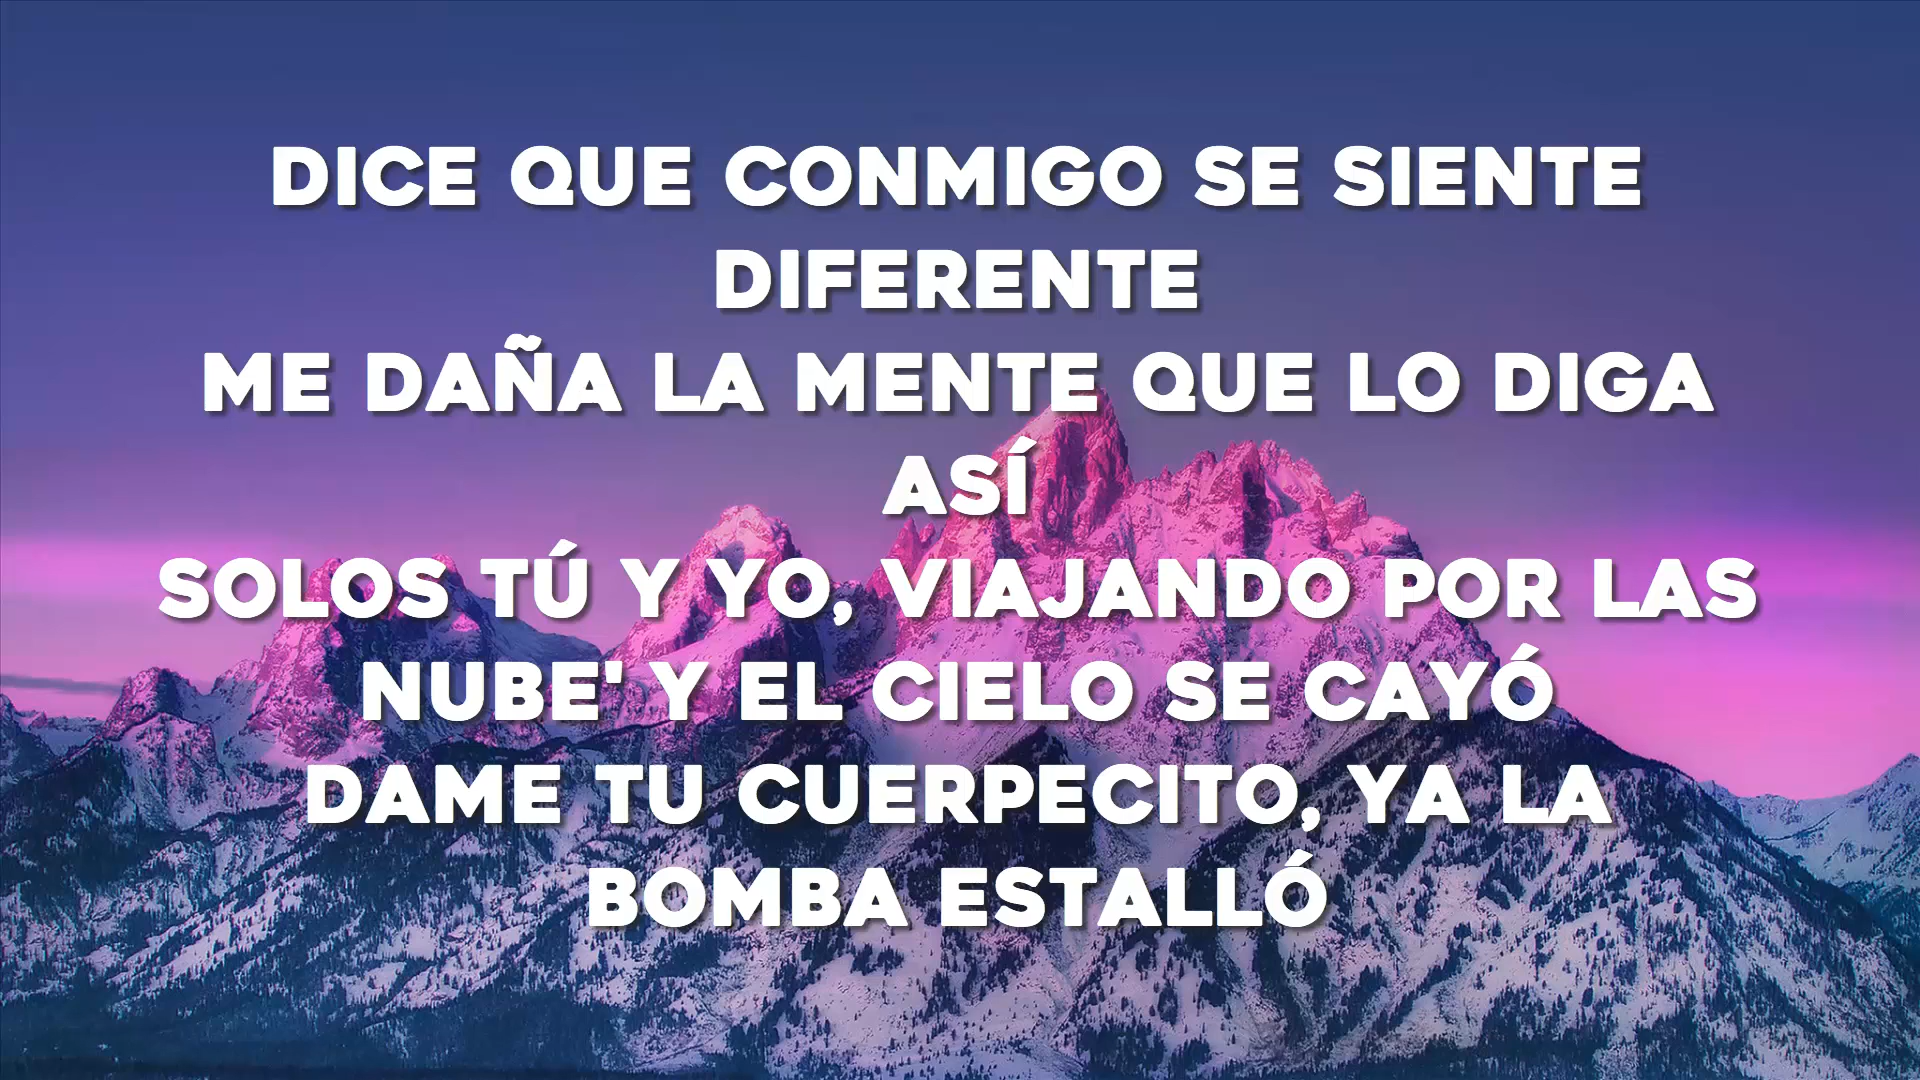 DICE QUE CONMIGO SE SIENTE
DIFERENTE
ME DAÑA LA MENTE QUE LO DIGA
ASÍ
SOLOS TÚ Y YO, VIAJANDO POR LAS
NUBE' Y EL CIELO SE CAYÓ
DAME TU CUERPECITO, YA LA
BOMBA ESTALLÓ